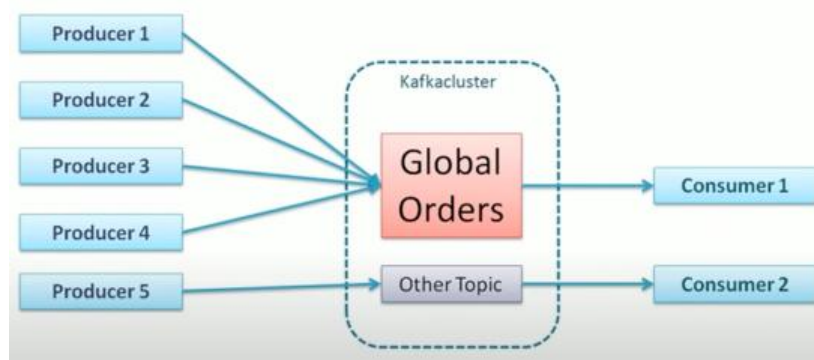 Producer 1
Producer 2
Producer 3
Producer 4
Producer 5
Kafkacluster
Global
Orders
Other Topic
Consumer 1
Consumer 2